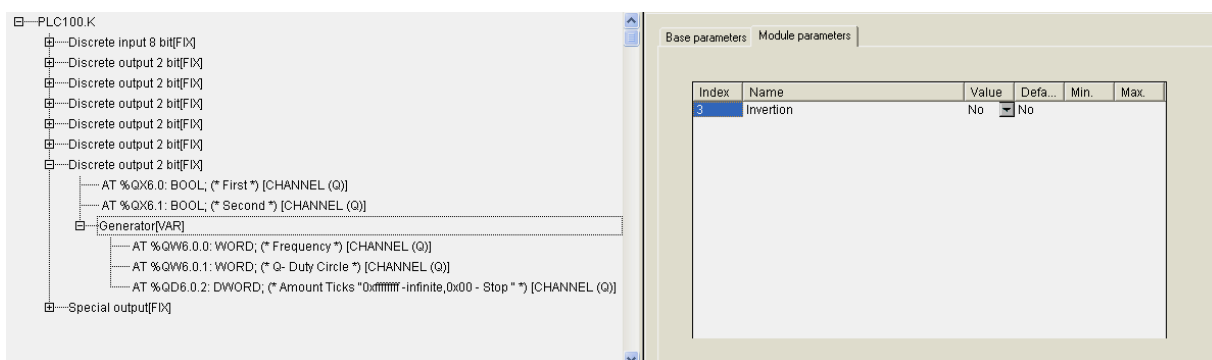 PLC100.K
Discrete input 8 bit[FIX]
Discrete output 2 bit[FIX]
Discrete output 2 bit[FIX]
Discrete output 2 bit[FIX]
Discrete output 2 bit[FIX]
Discrete output 2 bit[FIX]
Discrete output 2 bit[FIX]
AT %QX6.0: BOOL; (* First *) [CHANNEL (Q)]
AT %QX6.1: BOOL; (* Second *) [CHANNEL (Q)]
Generator[VAR]
AT %QW6.0.0: WORD; (* Frequency *) [CHANNEL (Q)]
AT %QW6.0.1: WORD; (* Q- Duty Circle *) [CHANNEL (Q)]
AT %QD6.0.2: DWORD; (* Amount Ticks "0xffffffff -infinite,0x00 - Stop " *) [CHANNEL (Q)]
Special output[FIX]
Base parameters Module parameters
Index Name Value Defa... Min. Max.
3 Invertion No No